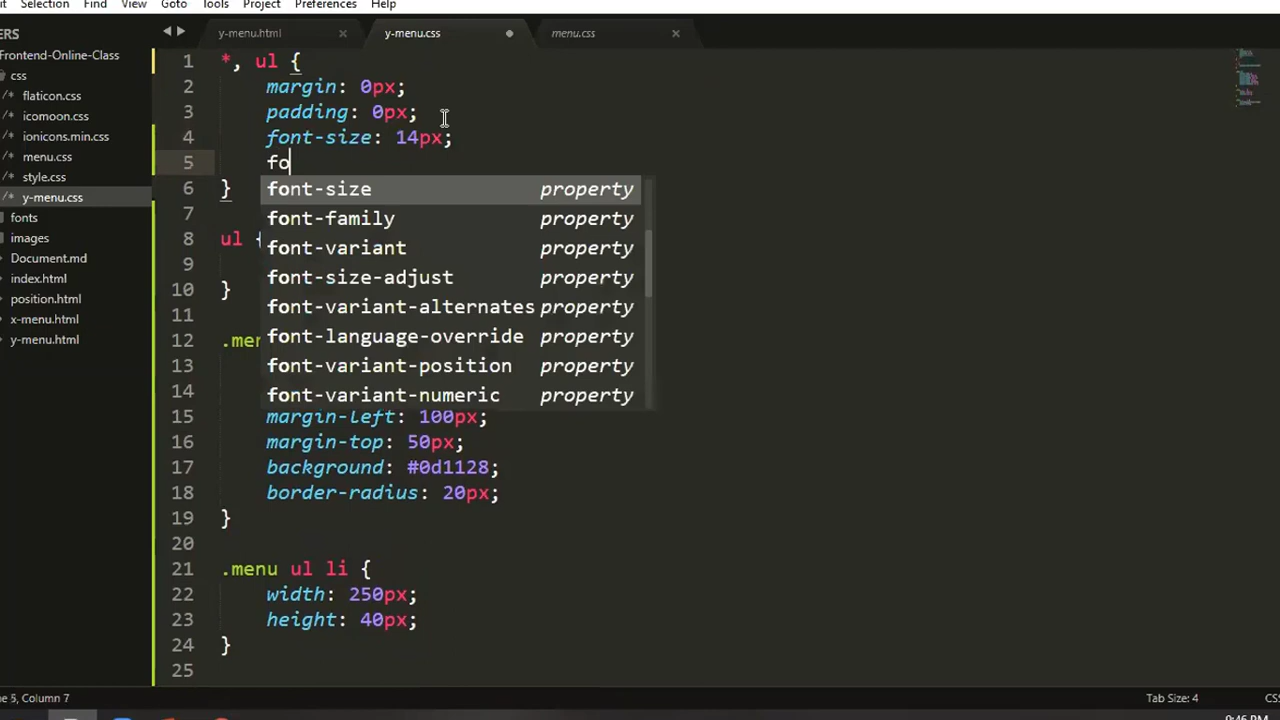 it Selection Find View Goto Tools Project Preferences Help
ERS
y-menu.html × y-menu.css menu.css ×
Frontend-Online-Class
css
flaticon.css
icomoon.css
ionicons.min.css
menu.css
style.css
y-menu.css
fonts
images
Document.md
index.html
position.html
x-menu.html
y-menu.html
1 *, ul {
2 margin: 0px;
3 padding: 0px;
4 font-size: 14px;
5 fo
6 }
font-size property
font-family property
font-variant property
font-size-adjust property
font-variant-alternates property
font-language-override property
font-variant-position property
font-variant-numeric property
7
8 ul {
9
10 }
11
12 .men
13
14
15 margin-left: 100px;
16 margin-top: 50px;
17 background: #0d1128;
18 border-radius: 20px;
19 }
20
21 .menu ul li {
22 width: 250px;
23 height: 40px;
24 }
25
ne 5, Column 7
Tab Size: 4
CSS